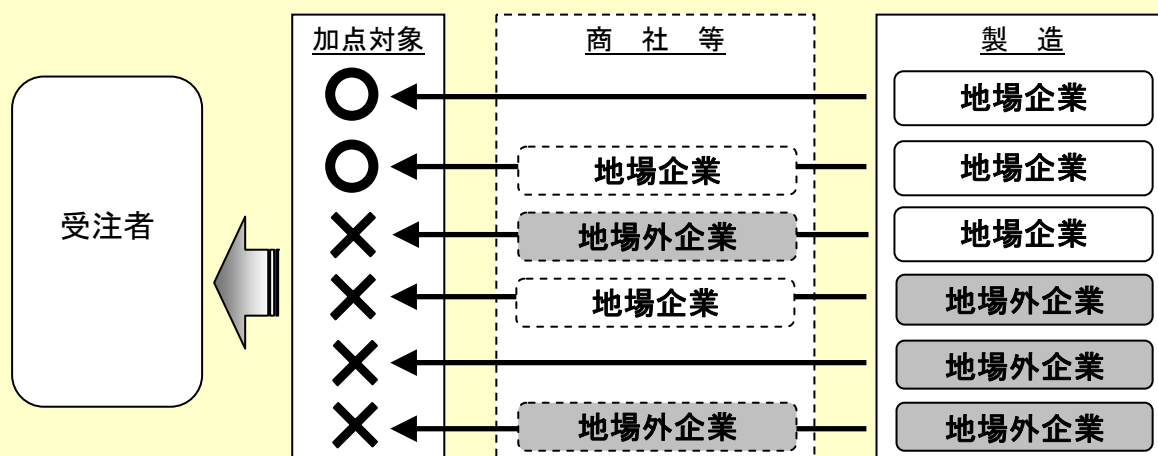 加点対象 商 社 等 製 造
○ 地場企業
○ 地場企業 地場企業
受注者
× 地場外企業 地場企業
× 地場企業 地場外企業
× 地場外企業
× 地場外企業 地場外企業